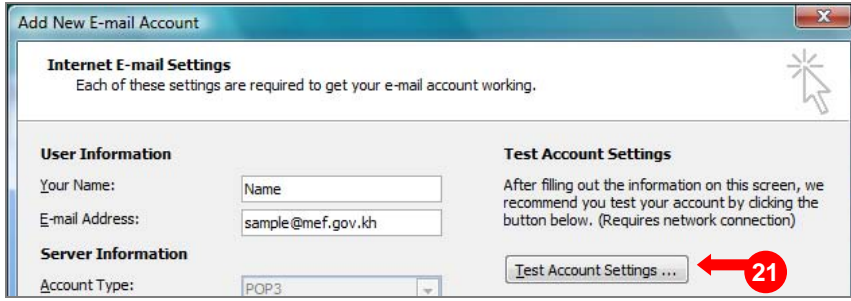 Add New E-mail Account
Internet E-mail Settings
Each of these settings are required to get your e-mail account working.
User Information
Your Name:
Name
E-mail Address:
sample@mef.gov.kh
Server Information
Account Type:
POP3
Test Account Settings
After filling out the information on this screen, we
recommend you test your account by clicking the
button below. (Requires network connection)
Test Account Settings ...
21